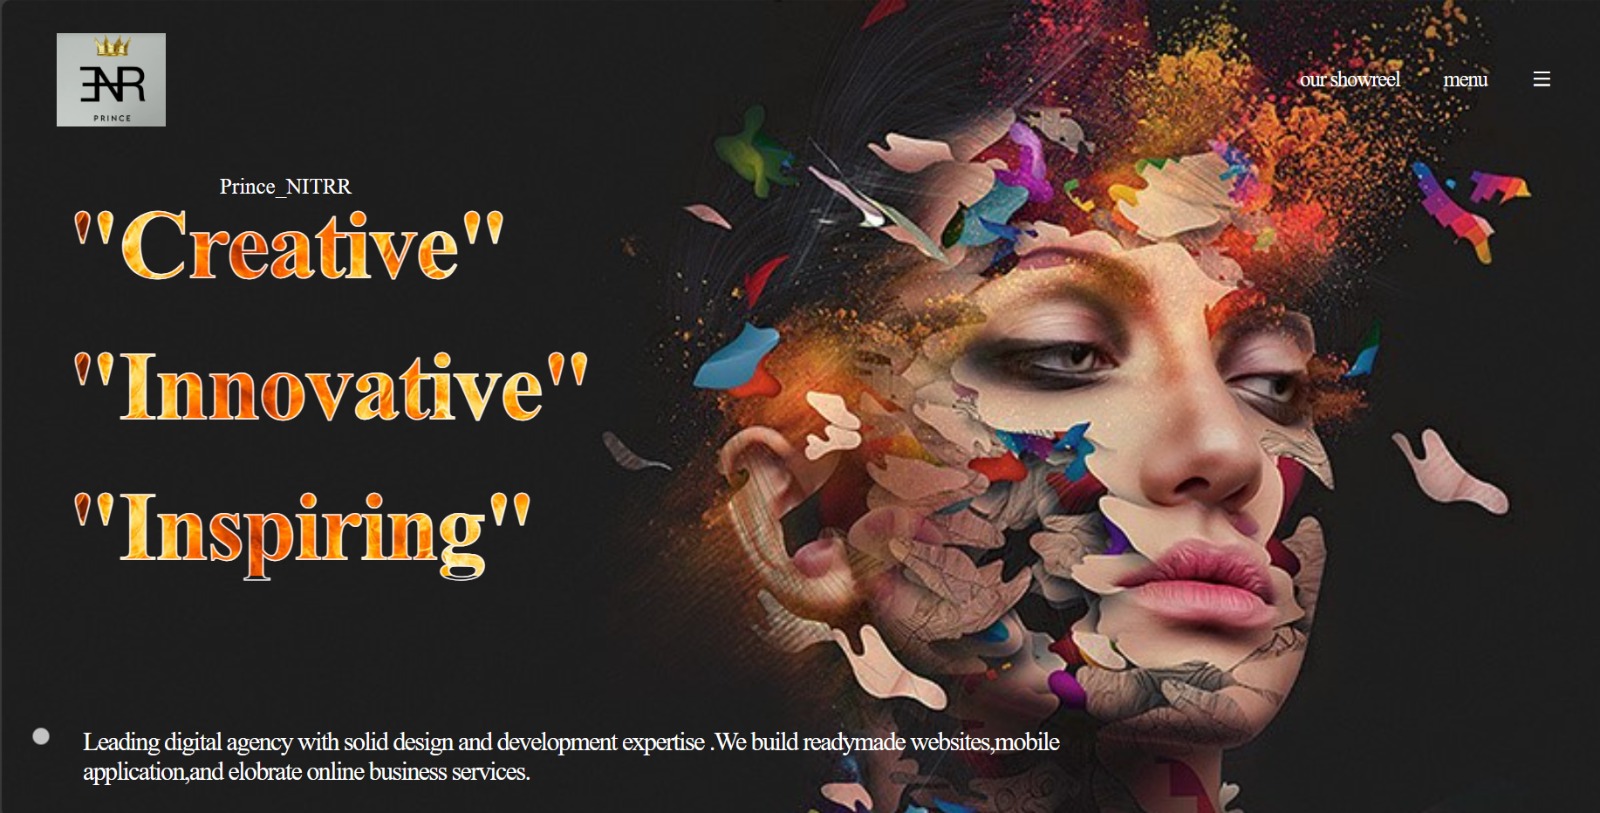 ENR
PRINCE
our showreel
menu
Prince_NITRR
"Creative"
"Innovative"
"Inspiring"
Leading digital agency with solid design and development expertise .We build readymade websites,mobile
application,and elobrate online business services.